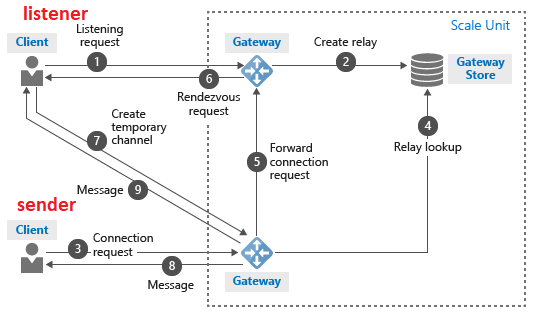 listener
Scale Unit
Client
Listening
request
1
Gateway
Create relay
2
Gateway
Store
6
Rendezvous
request
Create
temporary
channel
7
4
Relay lookup
5
Forward
connection
request
Message
9
sender
Client
3
Connection
request
8
Message
Gateway